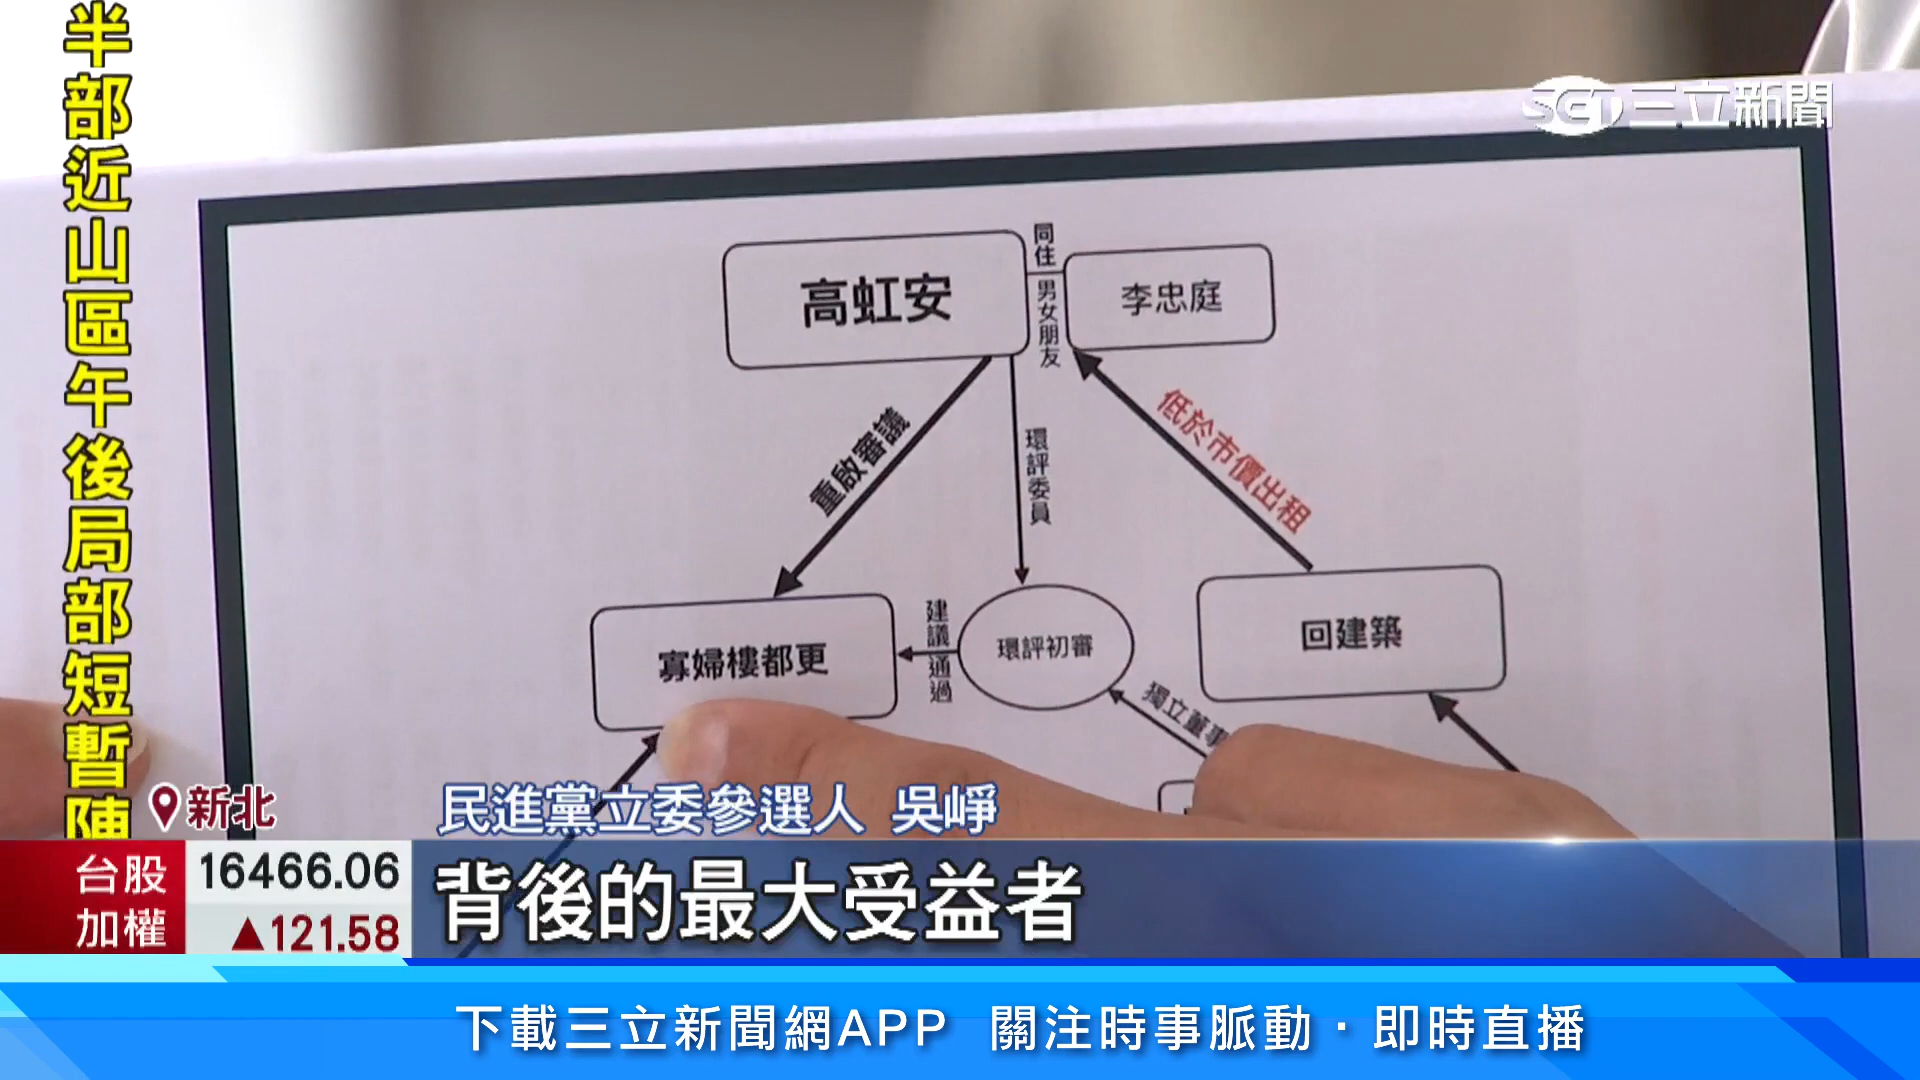 半部近山區午後局部短暫陣
SET三立新聞
高虹安
同住
男女朋友
李忠庭
重啟審議
環評委員
低於市價出租
寡婦樓都更
建議通過
環評初審
回建築
獨立董事
新北
民進黨立委參選人 吳崢
台股
加權
16466.06
▲121.58
背後的最大受益者
下載三立新聞網APP 關注時事脈動·即時直播